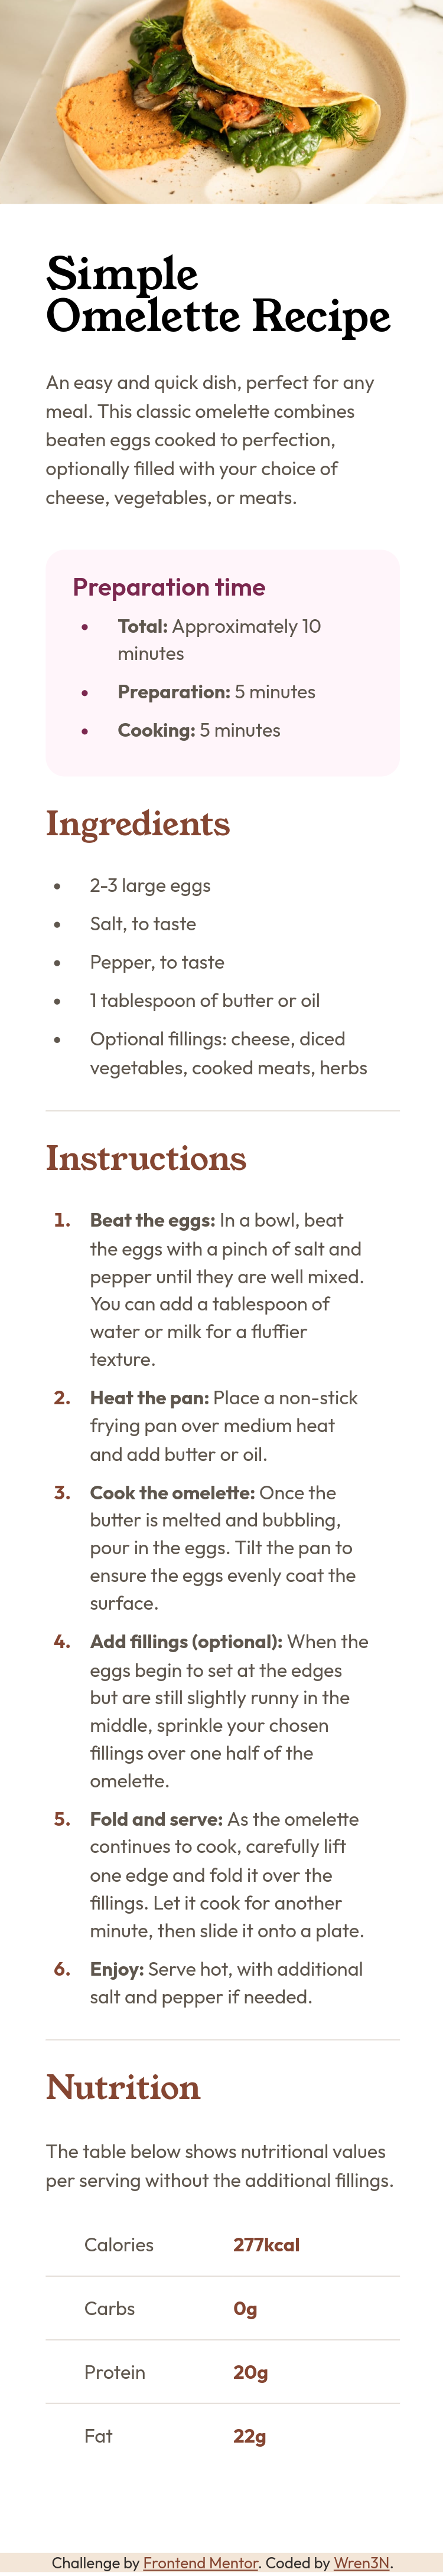 Simple
Omelette Recipe
An easy and quick dish, perfect for any
meal. This classic omelette combines
beaten eggs cooked to perfection,
optionally filled with your choice of
cheese, vegetables, or meats.
Preparation time
• Total: Approximately 10
minutes
• Preparation: 5 minutes
• Cooking: 5 minutes
Ingredients
• 2-3 large eggs
• Salt, to taste
• Pepper, to taste
• 1 tablespoon of butter or oil
• Optional fillings: cheese, diced
vegetables, cooked meats, herbs
Instructions
1. Beat the eggs: In a bowl, beat
the eggs with a pinch of salt and
pepper until they are well mixed.
You can add a tablespoon of
water or milk for a fluffier
texture.
2. Heat the pan: Place a non-stick
frying pan over medium heat
and add butter or oil.
3. Cook the omelette: Once the
butter is melted and bubbling,
pour in the eggs. Tilt the pan to
ensure the eggs evenly coat the
surface.
4. Add fillings (optional): When the
eggs begin to set at the edges
but are still slightly runny in the
middle, sprinkle your chosen
fillings over one half of the
omelette.
5. Fold and serve: As the omelette
continues to cook, carefully lift
one edge and fold it over the
fillings. Let it cook for another
minute, then slide it onto a plate.
6. Enjoy: Serve hot, with additional
salt and pepper if needed.
Nutrition
The table below shows nutritional values
per serving without the additional fillings.
Calories 277kcal
Carbs 0g
Protein 20g
Fat 22g
Challenge by Frontend Mentor. Coded by Wren3N.